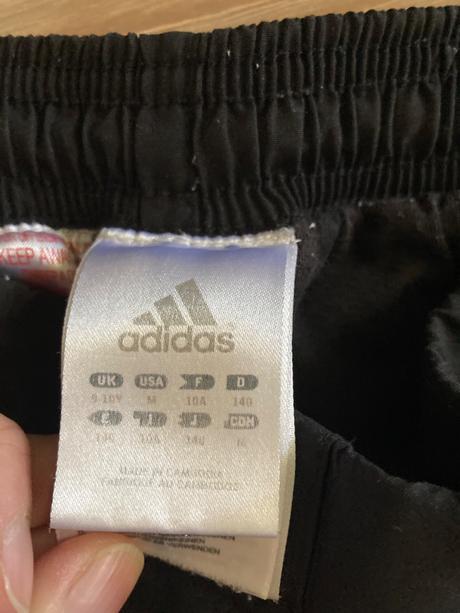 KEEP AWA
adidas
UK USA F D
9-10Y M 10A 140
E I J CDN
140 10A 140 M
MADE IN CAMBODIA
FABRIQUÉ AU CAMBODGE